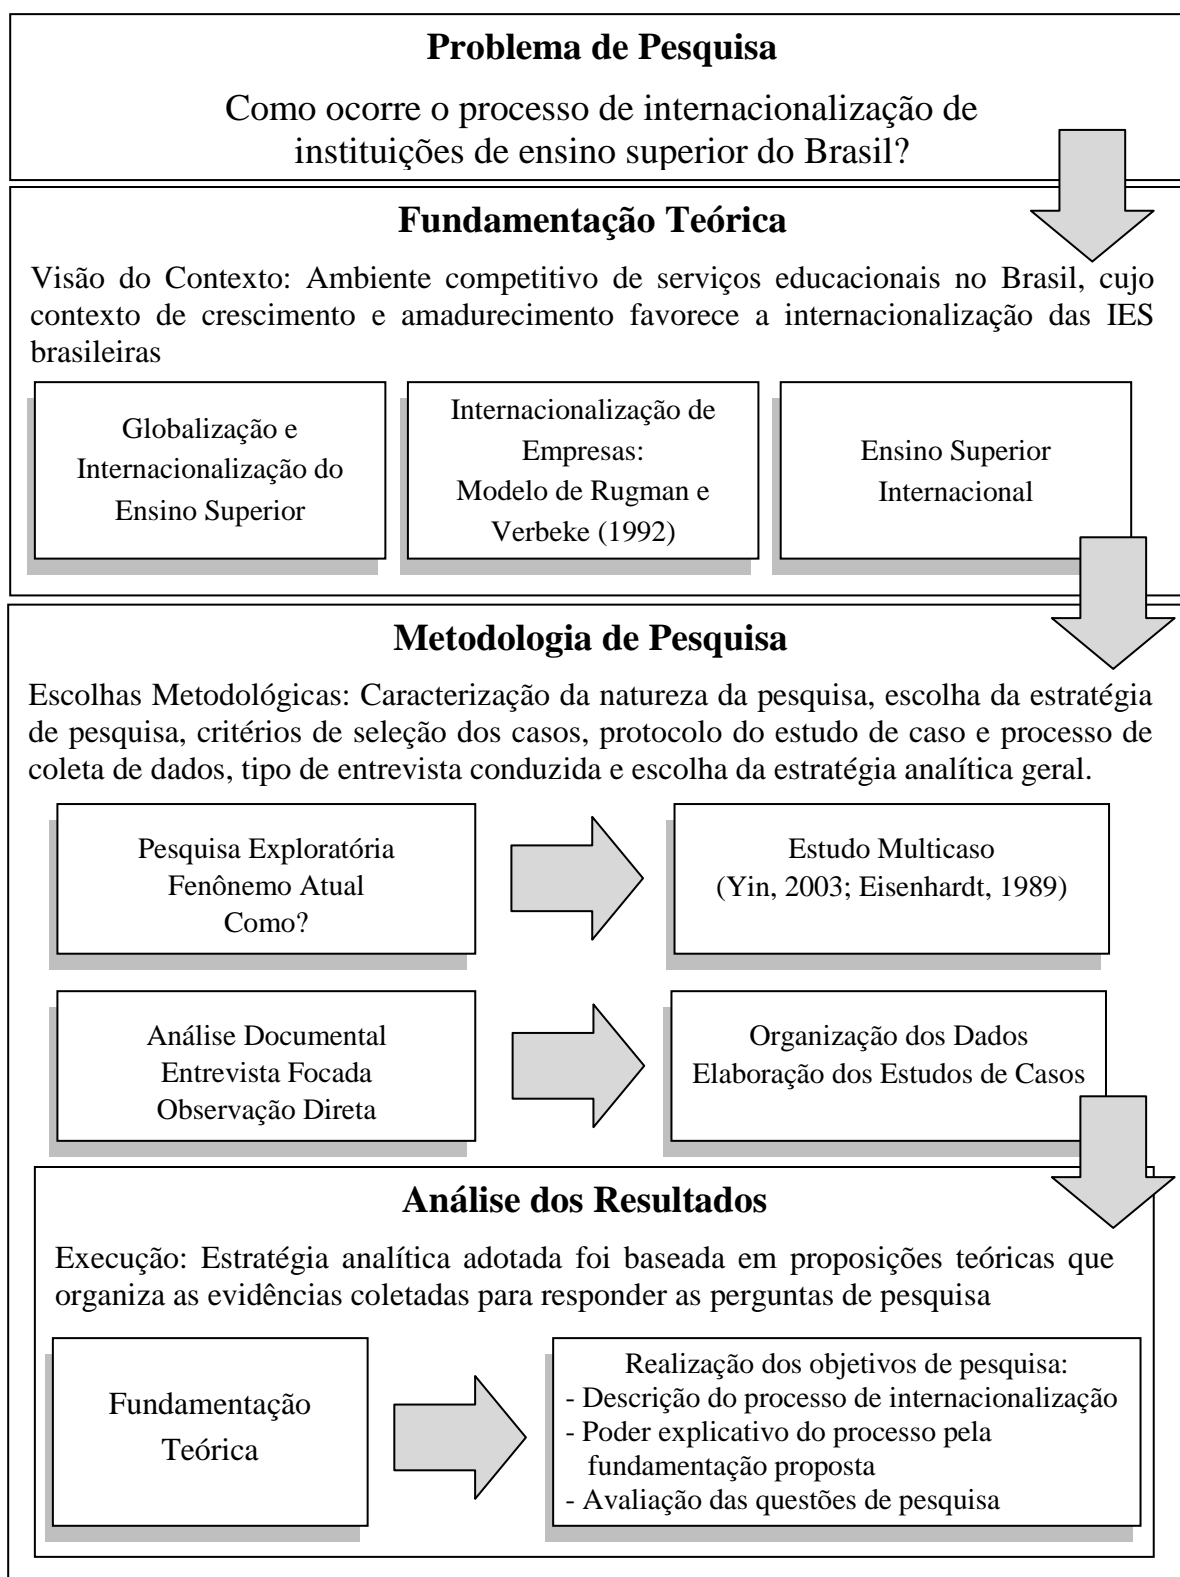 Problema de Pesquisa
Como ocorre o processo de internacionalização de
instituições de ensino superior do Brasil?
Fundamentação Teórica
Visão do Contexto: Ambiente competitivo de serviços educacionais no Brasil, cujo
contexto de crescimento e amadurecimento favorece a internacionalização das IES
brasileiras
Globalização e
Internacionalização do
Ensino Superior
Internacionalização de
Empresas:
Modelo de Rugman e
Verbeke (1992)
Ensino Superior
Internacional
Metodologia de Pesquisa
Escolhas Metodológicas: Caracterização da natureza da pesquisa, escolha da estratégia
de pesquisa, critérios de seleção dos casos, protocolo do estudo de caso e processo de
coleta de dados, tipo de entrevista conduzida e escolha da estratégia analítica geral.
Pesquisa Exploratória
Fenônemo Atual
Como?
Estudo Multicaso
(Yin, 2003; Eisenhardt, 1989)
Análise Documental
Entrevista Focada
Observação Direta
Organização dos Dados
Elaboração dos Estudos de Casos
Análise dos Resultados
Execução: Estratégia analítica adotada foi baseada em proposições teóricas que
organiza as evidências coletadas para responder as perguntas de pesquisa
Fundamentação
Teórica
Realização dos objetivos de pesquisa:
- Descrição do processo de internacionalização
- Poder explicativo do processo pela
fundamentação proposta
- Avaliação das questões de pesquisa